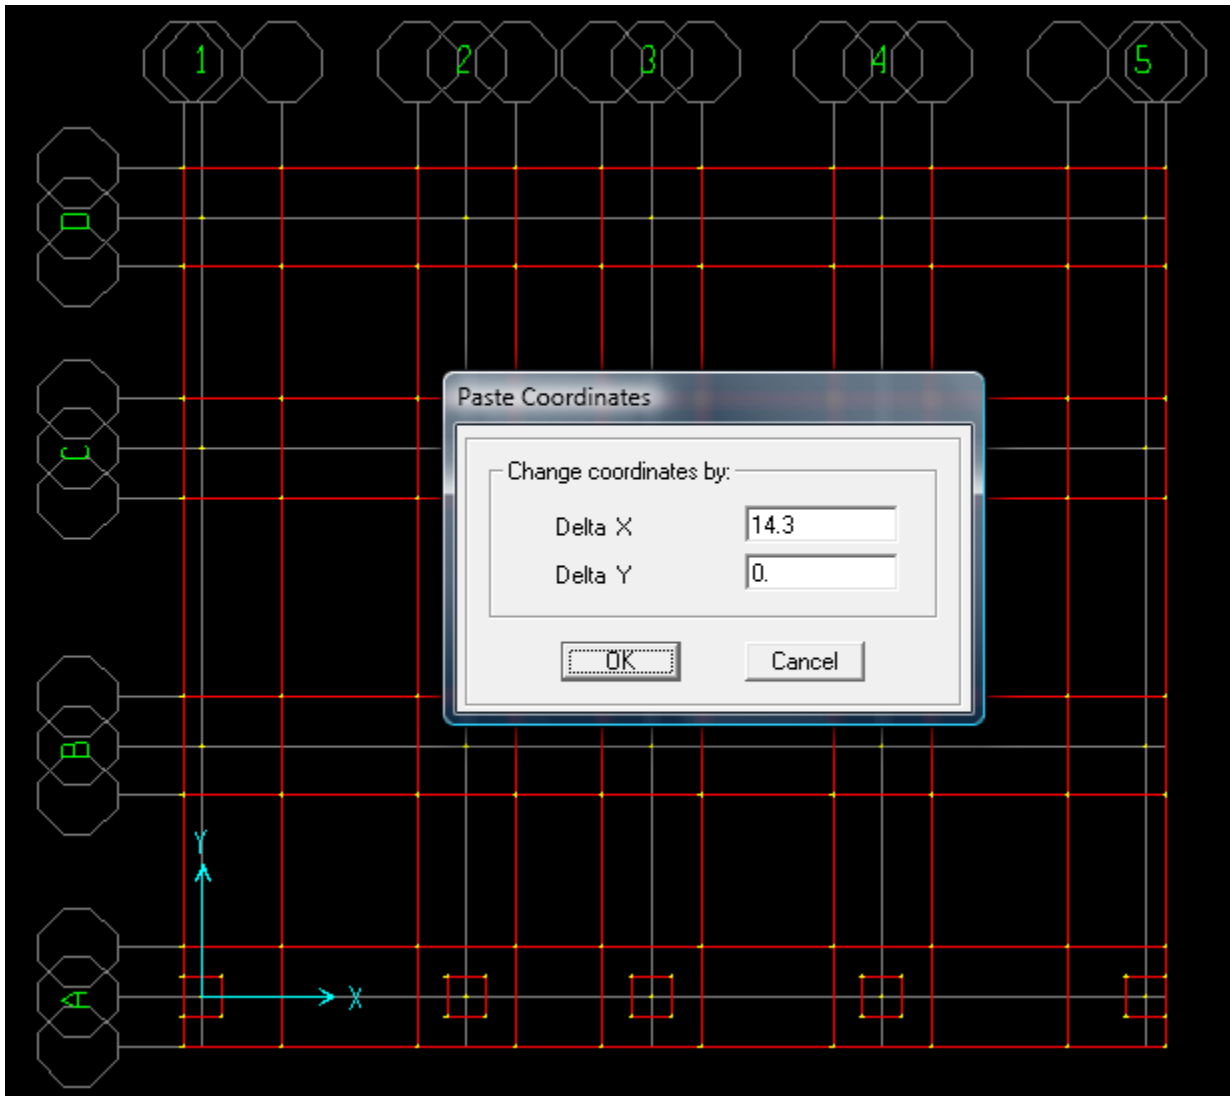 1 2 3 4 5
D
Paste Coordinates
C
Change coordinates by:
Delta X 14.3
Delta Y 0.
OK Cancel
B
Y
A X